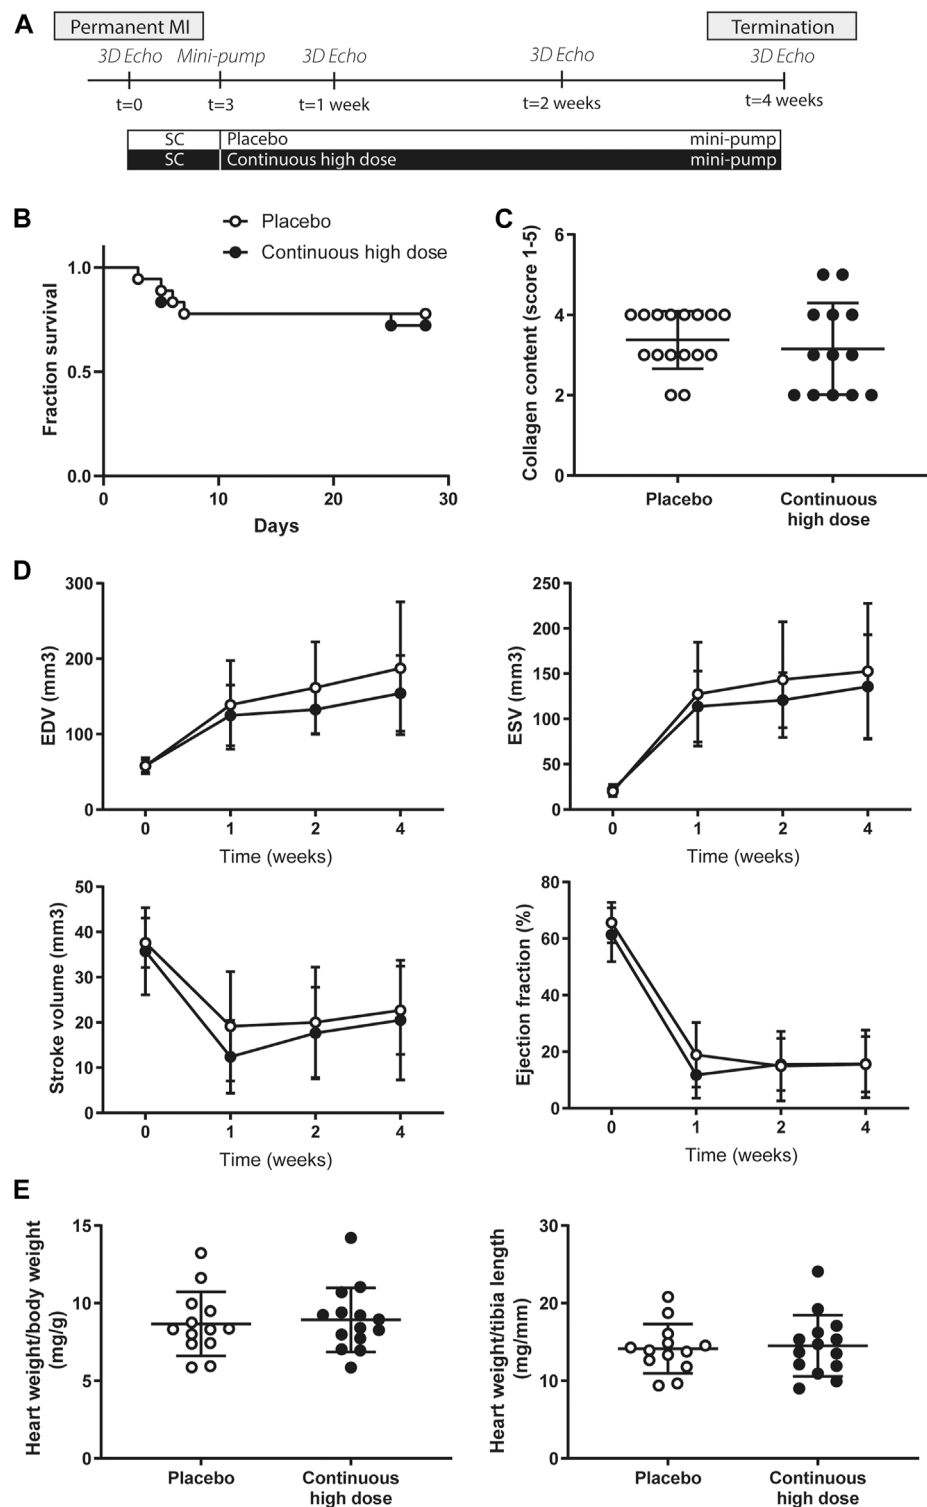 A
Permanent MI
Termination
3D Echo Mini-pump 3D Echo 3D Echo 3D Echo
t=0 t=3 t=1 week t=2 weeks t=4 weeks
SC Placebo mini-pump
SC Continuous high dose mini-pump
B
Placebo
Continuous high dose
Fraction survival
1.0
0.5
0.0
0 10 20 30
Days
C
Collagen content (score 1-5)
6
4
2
0
Placebo Continuous
high dose
D
EDV (mm3)
300
200
100
0
0 1 2 4
Time (weeks)
ESV (mm3)
250
200
150
100
50
0
0 1 2 4
Time (weeks)
Stroke volume (mm3)
50
40
30
20
10
0
0 1 2 4
Time (weeks)
Ejection fraction (%)
80
60
40
20
0
0 1 2 4
Time (weeks)
E
Heart weight/body weight
(mg/g)
15
10
5
0
Placebo Continuous
high dose
Heart weight/tibia length
(mg/mm)
30
20
10
0
Placebo Continuous
high dose